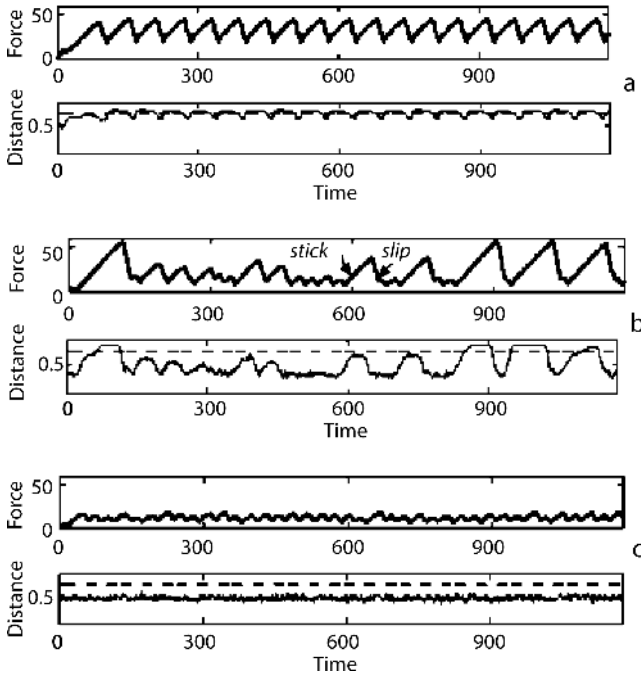 Force
50
0
0 300 600 900
a
Distance
0.5
0 300 600 900
Time
Force
50
0
stick slip
0 300 600 900
b
Distance
0.5
0 300 600 900
Time
Force
50
0
0 300 600 900
c
Distance
0.5
0 300 600 900
Time